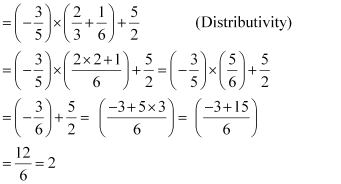 = (−3/5) × (2/3 + 1/6) + 5/2 (Distributivity)
= (−3/5) × ((2 × 2 + 1)/6) + 5/2 = (−3/5) × (5/6) + 5/2
= (−3/6) + 5/2 = ((−3 + 5 × 3)/6) = ((−3 + 15)/6)
= 12/6 = 2